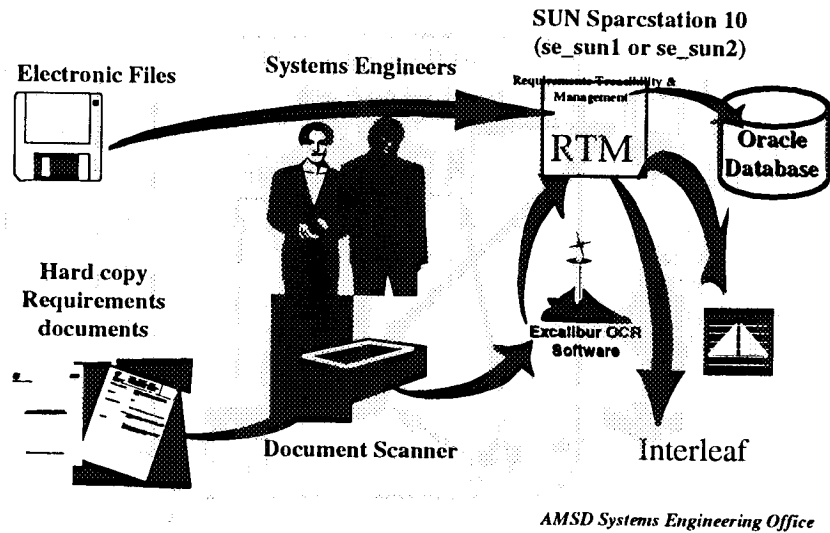 SUN Sparcstation 10
(se_sun1 or se_sun2)
Electronic Files
Systems Engineers
Requirements Traceability &
Management
RTM
Oracle
Database
Hard copy
Requirements
documents
Excalibur OCR
Software
Document Scanner
Interleaf
AMSD Systems Engineering Office